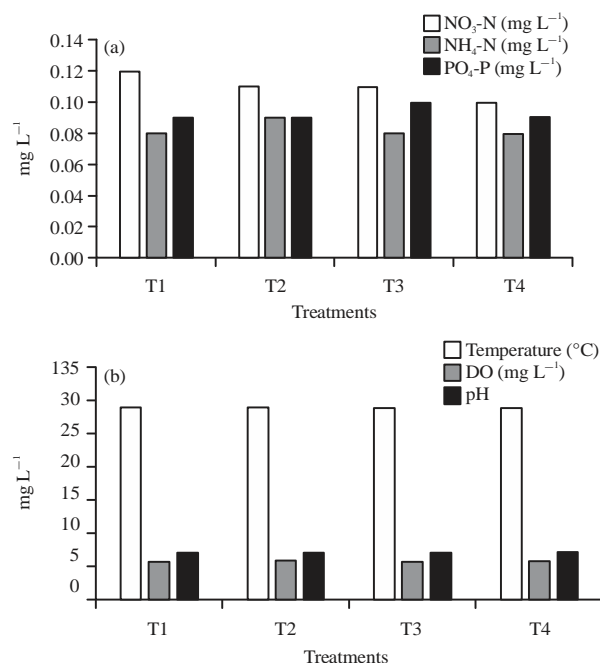 (a)
NO₃-N (mg L⁻¹)
NH₄-N (mg L⁻¹)
PO₄-P (mg L⁻¹)
0.14
0.12
0.10
0.08
0.06
0.04
0.02
0.00
mg L⁻¹
T1 T2 T3 T4
Treatments
(b)
Temperature (°C)
DO (mg L⁻¹)
pH
135
30
25
15
10
5
0
mg L⁻¹
T1 T2 T3 T4
Treatments